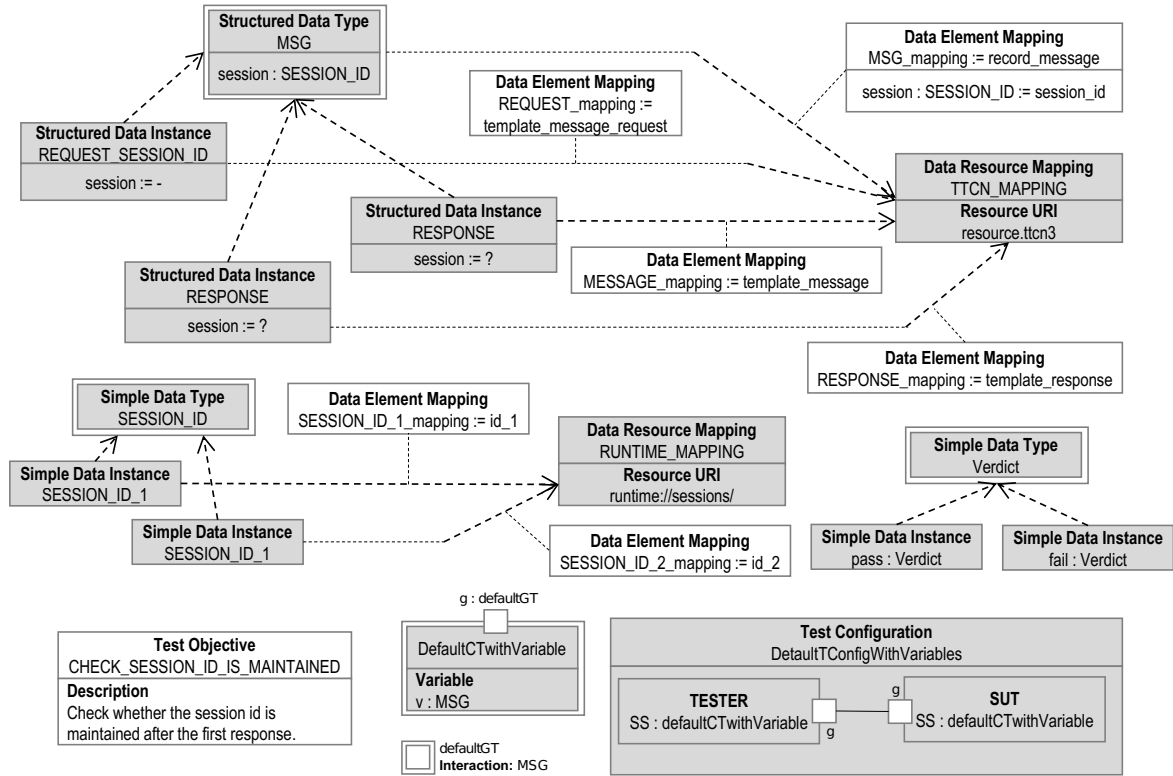 Structured Data Type
MSG
session : SESSION_ID
Data Element Mapping
MSG_mapping := record_message
session : SESSION_ID := session_id
Data Element Mapping
REQUEST_mapping :=
template_message_request
Structured Data Instance
REQUEST_SESSION_ID
session := -
Data Resource Mapping
TTCN_MAPPING
Resource URI
resource.ttcn3
Structured Data Instance
RESPONSE
session := ?
Data Element Mapping
MESSAGE_mapping := template_message
Structured Data Instance
RESPONSE
session := ?
Data Element Mapping
RESPONSE_mapping := template_response
Simple Data Type
SESSION_ID
Data Element Mapping
SESSION_ID_1_mapping := id_1
Data Resource Mapping
RUNTIME_MAPPING
Resource URI
runtime://sessions/
Simple Data Instance
SESSION_ID_1
Simple Data Instance
SESSION_ID_1
Data Element Mapping
SESSION_ID_2_mapping := id_2
Simple Data Type
Verdict
Simple Data Instance
pass : Verdict
Simple Data Instance
fail : Verdict
Test Objective
CHECK_SESSION_ID_IS_MAINTAINED
Description
Check whether the session id is
maintained after the first response.
g : defaultGT
DefaultCTwithVariable
Variable
v : MSG
defaultGT
Interaction: MSG
Test Configuration
DetaultTConfigWithVariables
TESTER
SS : defaultCTwithVariable
g
g
SUT
SS : defaultCTwithVariable